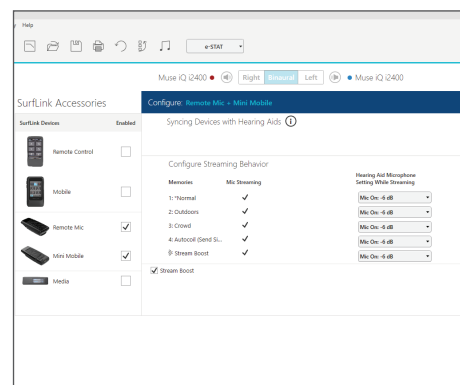 Help
e-STAT
Muse iQ i2400 Right Binaural Left Muse iQ i2400
SurfLink Accessories
Configure: Remote Mic + Mini Mobile
SurfLink Devices Enabled
Syncing Devices with Hearing Aids i
Remote Control
Configure Streaming Behavior
Memories Mic Streaming Hearing Aid Microphone
Setting While Streaming
Mobile
1: *Normal Mic On: -6 dB
2: Outdoors Mic On: -6 dB
Remote Mic
3: Crowd Mic On: -6 dB
4: Autocoil (Send Si... Mic On: -6 dB
Mini Mobile
Stream Boost Mic On: -6 dB
Stream Boost
Media